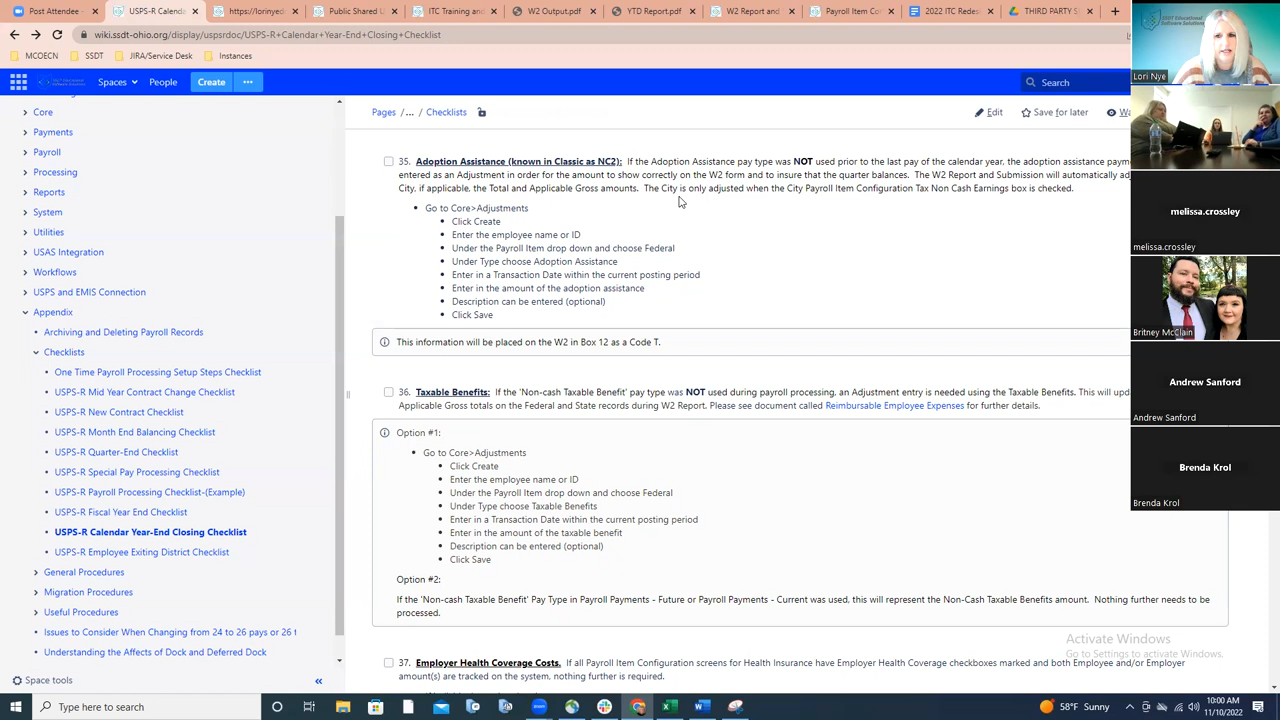 Post Attendee
USPS-R Calendar
https://lorinyed
Public Shared U
ITC Training and
W2 Output.pdf
YTD Report.pdf
W2 Report and
Payroll Item Co
2022 ITC Redes
THIRD PARTY S
wiki.ssdt-ohio.org/display/uspsrdoc/USPS-R+Calendar+Year-End+Closing+Checklist
MCOECN
SSDT
JIRA/Service Desk
Instances
Spaces
People
Create
Search
Core
Payments
Payroll
Processing
Reports
System
Utilities
USAS Integration
Workflows
USPS and EMIS Connection
Appendix
Archiving and Deleting Payroll Records
Checklists
One Time Payroll Processing Setup Steps Checklist
USPS-R Mid Year Contract Change Checklist
USPS-R New Contract Checklist
USPS-R Month End Balancing Checklist
USPS-R Quarter-End Checklist
USPS-R Special Pay Processing Checklist
USPS-R Payroll Processing Checklist-(Example)
USPS-R Fiscal Year End Checklist
USPS-R Calendar Year-End Closing Checklist
USPS-R Employee Exiting District Checklist
General Procedures
Migration Procedures
Useful Procedures
Issues to Consider When Changing from 24 to 26 pays or 26 t
Understanding the Affects of Dock and Deferred Dock
Space tools
Pages /... / Checklists
Edit
Save for later
Wa
35. Adoption Assistance (known in Classic as NC2): If the Adoption Assistance pay type was NOT used prior to the last pay of the calendar year, the adoption assistance paym
entered as an Adjustment in order for the amount to show correctly on the W2 form and to insure that the quarter balances. The W2 Report and Submission will automatically adj
City, if applicable, the Total and Applicable Gross amounts. The City is only adjusted when the City Payroll Item Configuration Tax Non Cash Earnings box is checked.
Go to Core>Adjustments
Click Create
Enter the employee name or ID
Under the Payroll Item drop down and choose Federal
Under Type choose Adoption Assistance
Enter in a Transaction Date within the current posting period
Enter in the amount of the adoption assistance
Description can be entered (optional)
Click Save
This information will be placed on the W2 in Box 12 as a Code T.
36. Taxable Benefits: If the 'Non-cash Taxable Benefit' pay type was NOT used during payroll processing, an Adjustment entry is needed using the Taxable Benefits. This will upd
Applicable Gross totals on the Federal and State records during W2 Report. Please see document called Reimbursable Employee Expenses for further details.
Option #1:
Go to Core>Adjustments
Click Create
Enter the employee name or ID
Under the Payroll Item drop down and choose Federal
Under Type choose Taxable Benefits
Enter in a Transaction Date within the current posting period
Enter in the amount of the taxable benefit
Description can be entered (optional)
Click Save
Option #2:
If the 'Non-cash Taxable Benefit' Pay Type in Payroll Payments - Future or Payroll Payments - Current was used, this will represent the Non-Cash Taxable Benefits amount. Nothing further needs to be
processed.
37. Employer Health Coverage Costs. If all Payroll Item Configuration screens for Health Insurance have Employer Health Coverage checkboxes marked and both Employee and/or Employer
amount(s) are tracked on the system, nothing further is required.
Activate Windows
Go to Settings to activate Windows.
SSDT Educational
Software Solutions
Lori Nye
melissa.crossley
melissa.crossley
Britney McClain
Andrew Sanford
Andrew Sanford
Brenda Krol
Brenda Krol
Type here to search
58°F Sunny
10:00 AM
11/10/2022